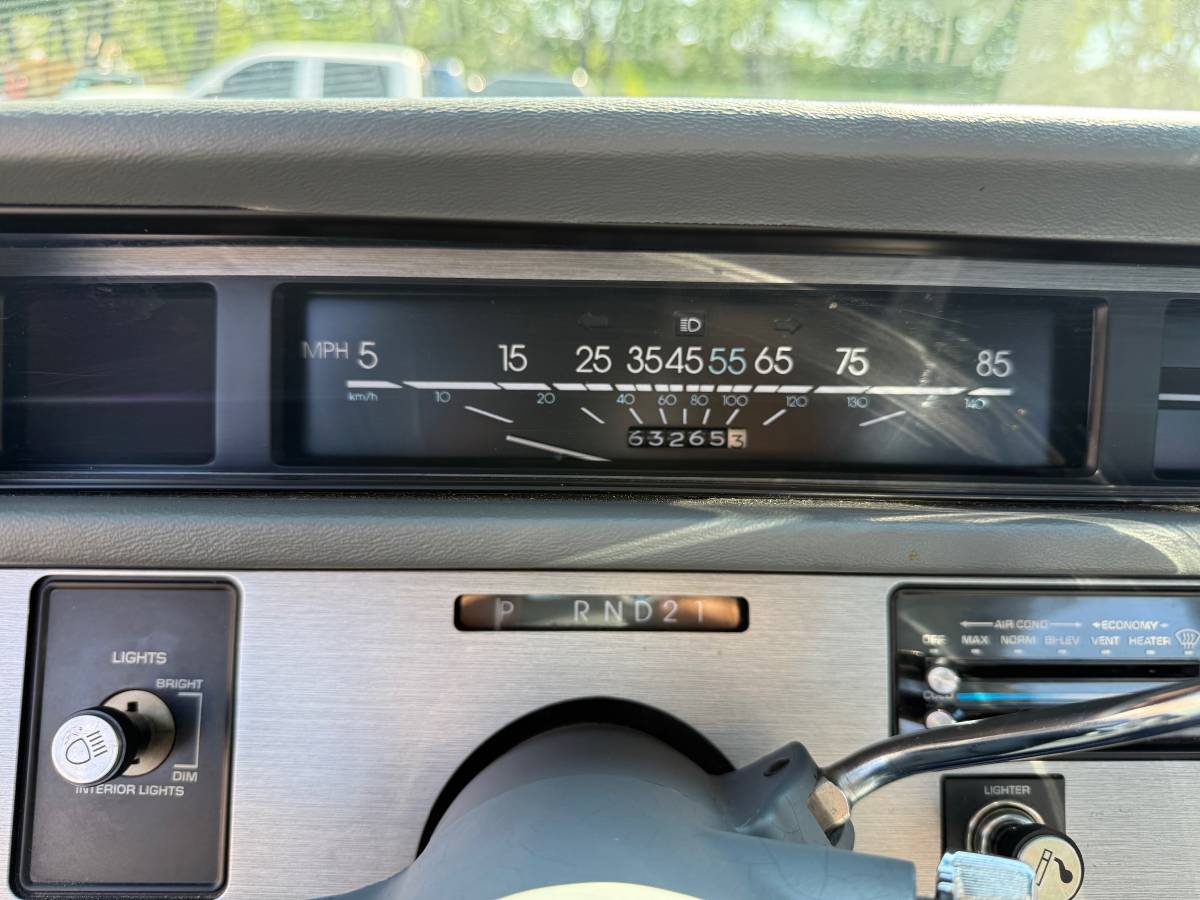 MPH 5 15 25 35 45 55 65 75 85
km/h 10 20 40 60 80 100 120 130 140
632653
P RND21
LIGHTS
BRIGHT
DIM
INTERIOR LIGHTS
AIR COND ECONOMY
OFF MAX NORM BI-LEV VENT HEATER
COLD
LIGHTER